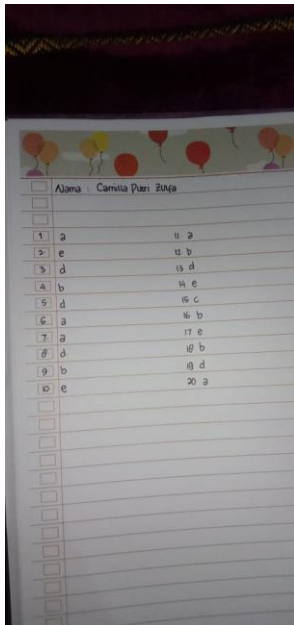 Nama : Camilla Putri Zulfa
1 a 11 a
2 e 12 b
3 d 13 d
4 b 14 e
5 d 15 c
6 a 16 b
7 a 17 e
8 d 18 b
9 b 19 d
10 e 20 a